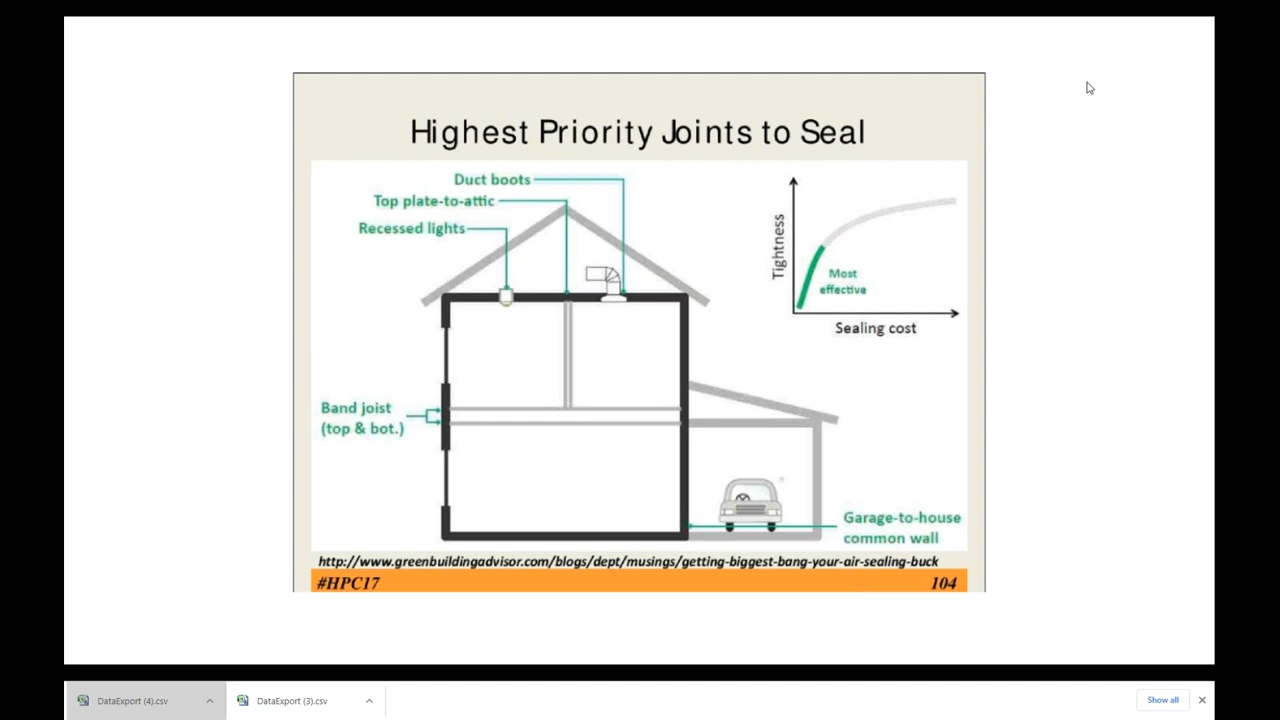 Highest Priority Joints to Seal
Duct boots
Top plate-to-attic
Recessed lights
Tightness
Most
effective
Sealing cost
Band joist
(top & bot.)
Garage-to-house
common wall
http://www.greenbuildingadvisor.com/blogs/dept/musings/getting-biggest-bang-your-air-sealing-buck
#HPC17
104
DataExport (4).csv
DataExport (3).csv
Show all